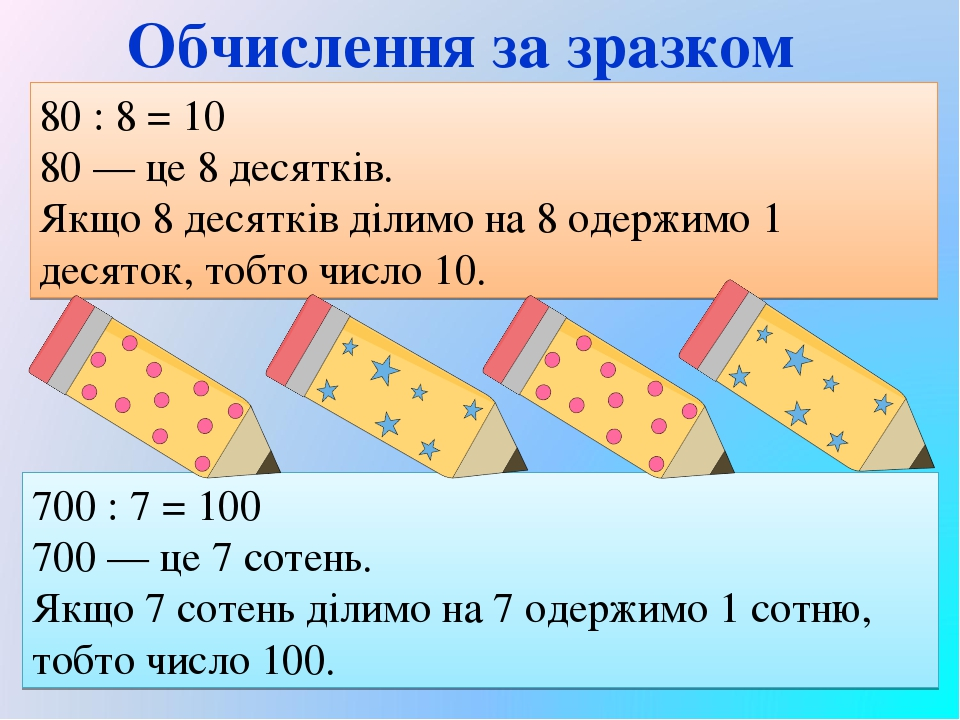 Обчислення за зразком
80 : 8 = 10
80 — це 8 десятків.
Якщо 8 десятків ділимо на 8 одержимо 1
десяток, тобто число 10.
700 : 7 = 100
700 — це 7 сотень.
Якщо 7 сотень ділимо на 7 одержимо 1 сотню,
тобто число 100.